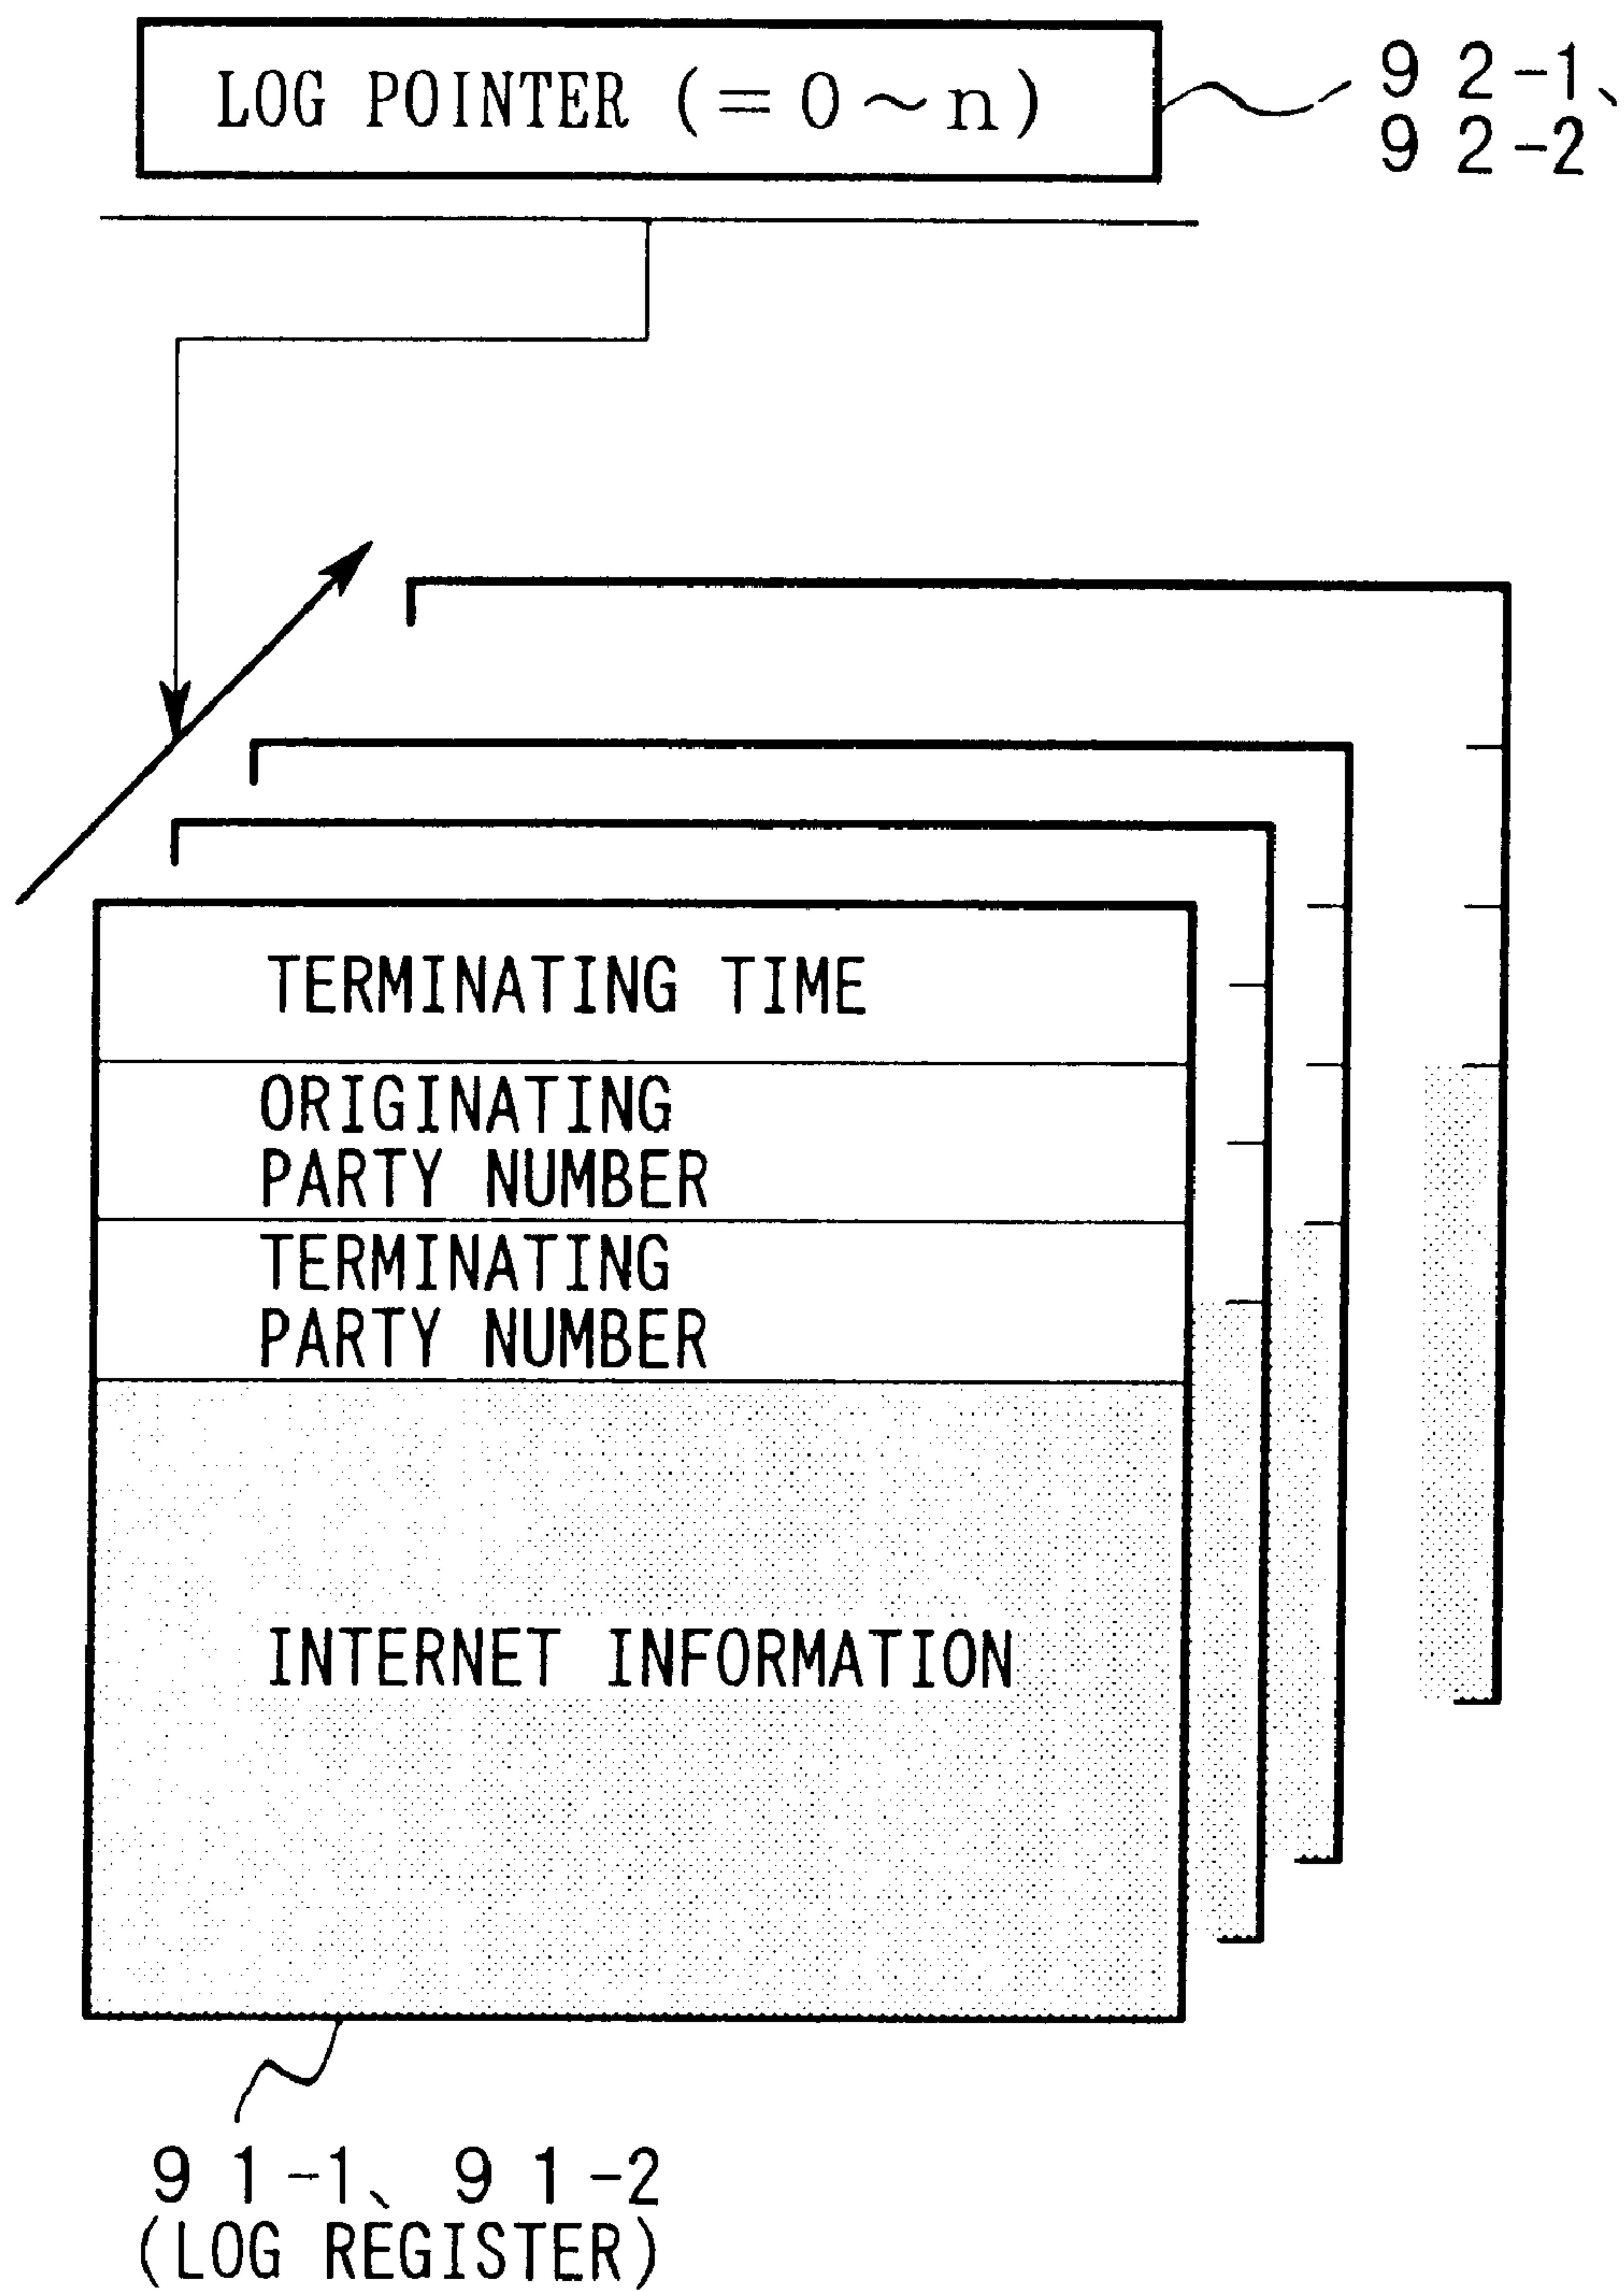 LOG POINTER (=0～n)
92-1、
92-2
TERMINATING TIME
ORIGINATING
PARTY NUMBER
TERMINATING
PARTY NUMBER
INTERNET INFORMATION
91-1、91-2
(LOG REGISTER)